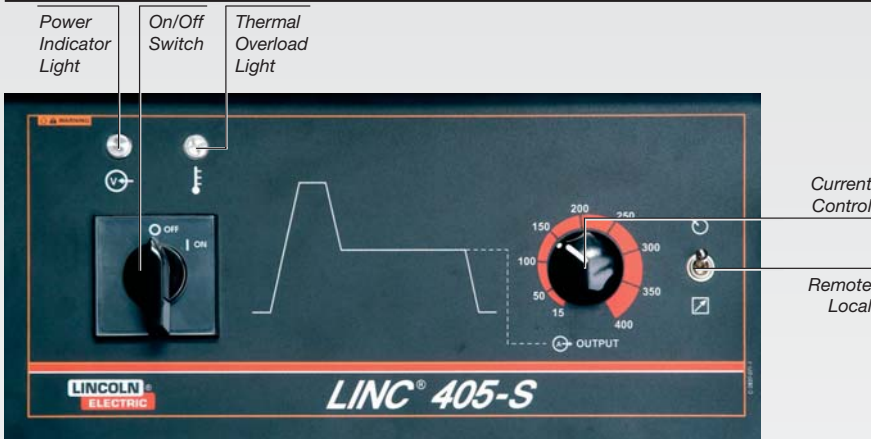 Power
Indicator
Light
On/Off
Switch
Thermal
Overload
Light
WARNING
V
OFF
I ON
15
50
100
150
200
250
300
350
400
A OUTPUT
Current
Control
Remote
Local
LINCOLN®
ELECTRIC
LINC® 405-S